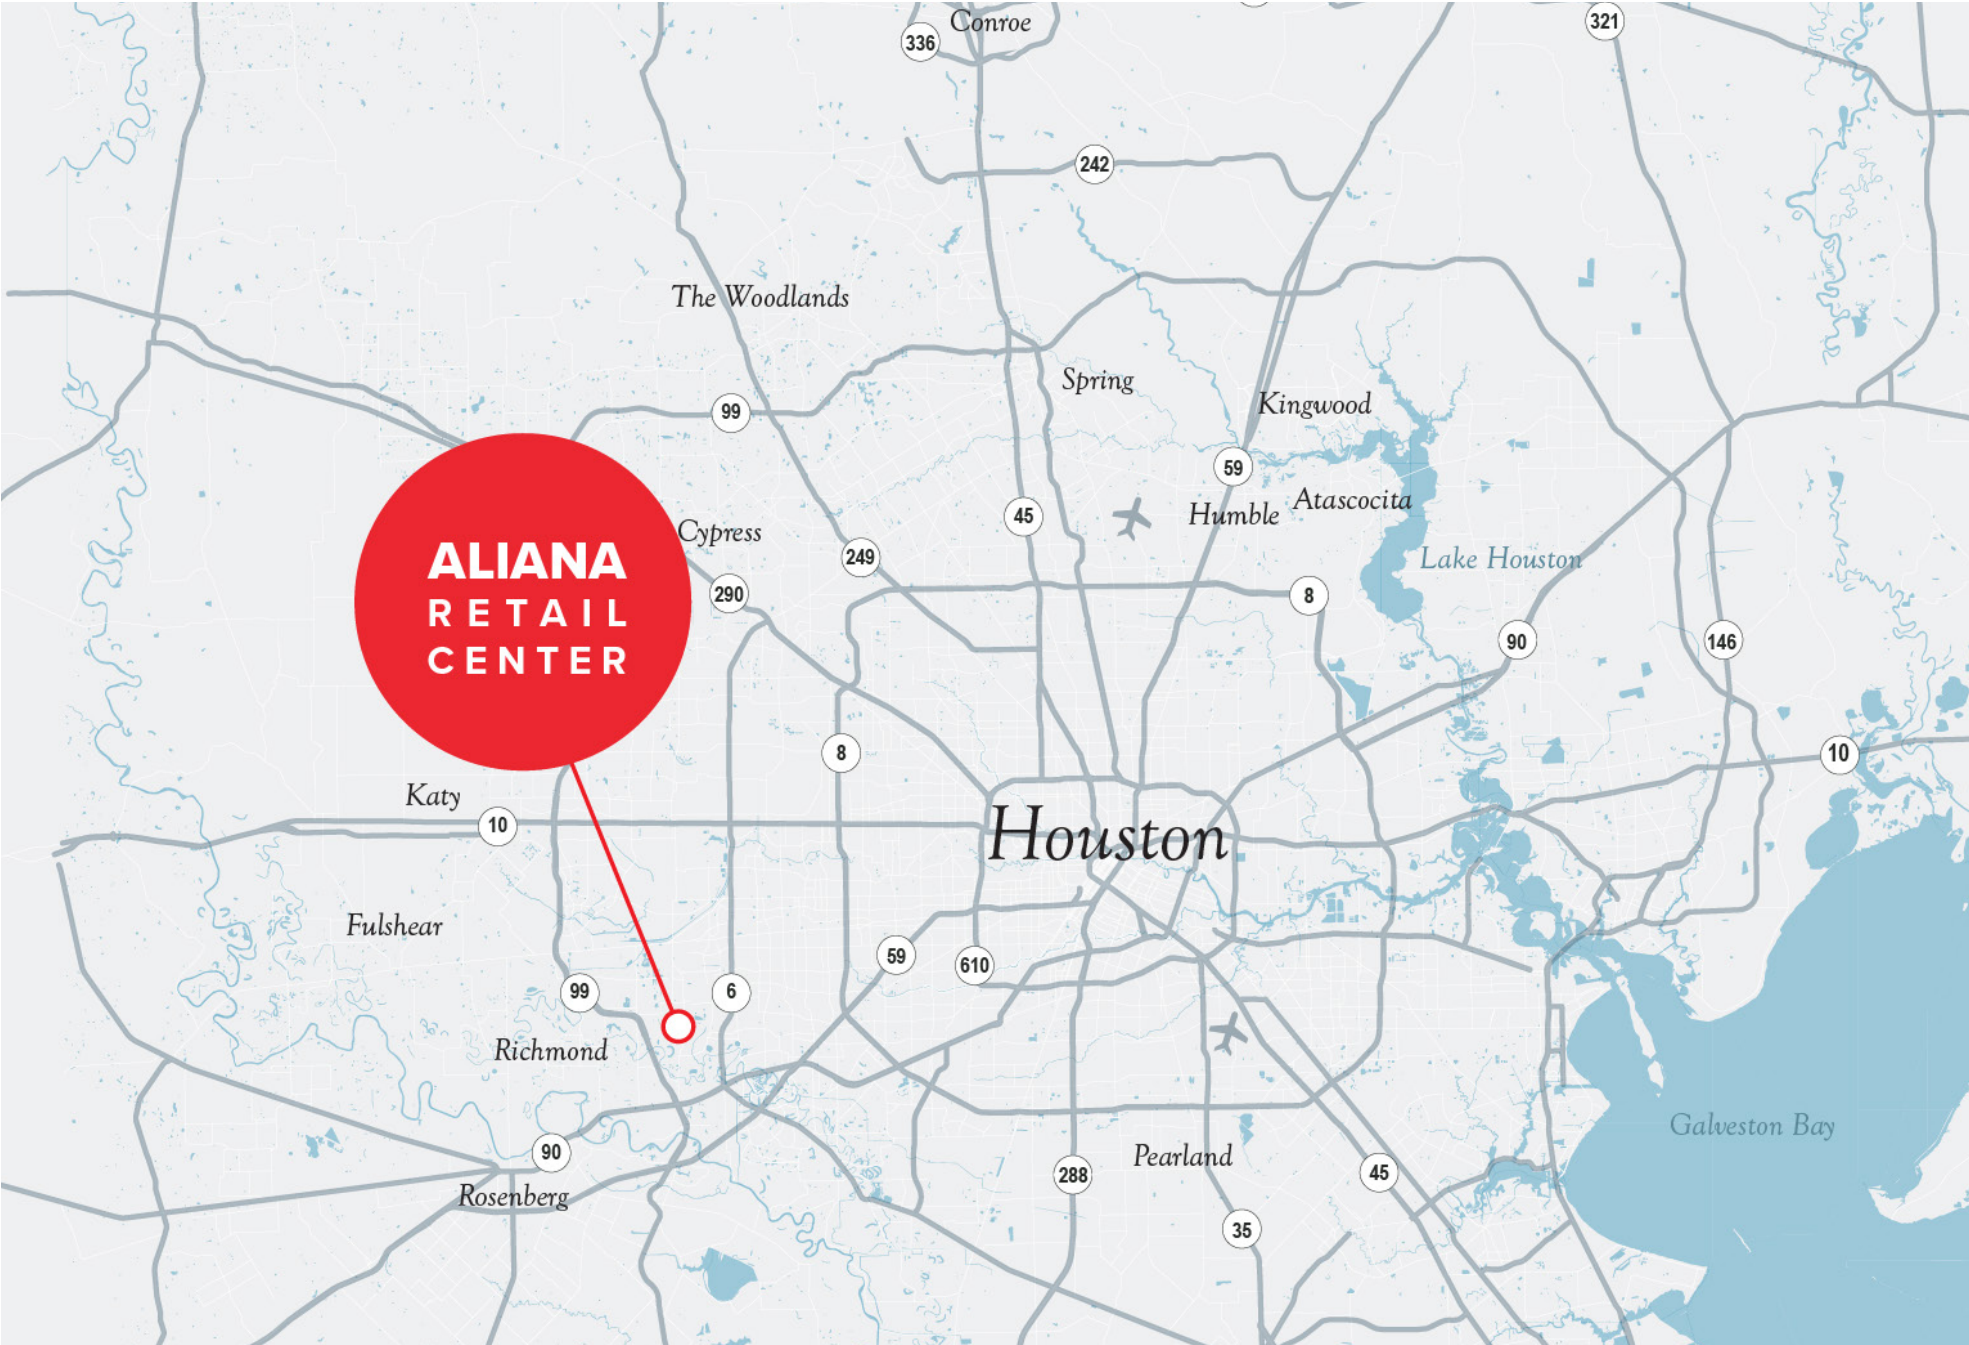 Conroe
336
321
242
The Woodlands
Spring
99
Kingwood
59
Atascocita
Humble
45
Cypress
249
Lake Houston
ALIANA
RETAIL
CENTER
290
8
90
146
8
10
Katy
10
Houston
Fulshear
59
610
99
6
Richmond
Galveston Bay
90
Pearland
288
45
Rosenberg
35